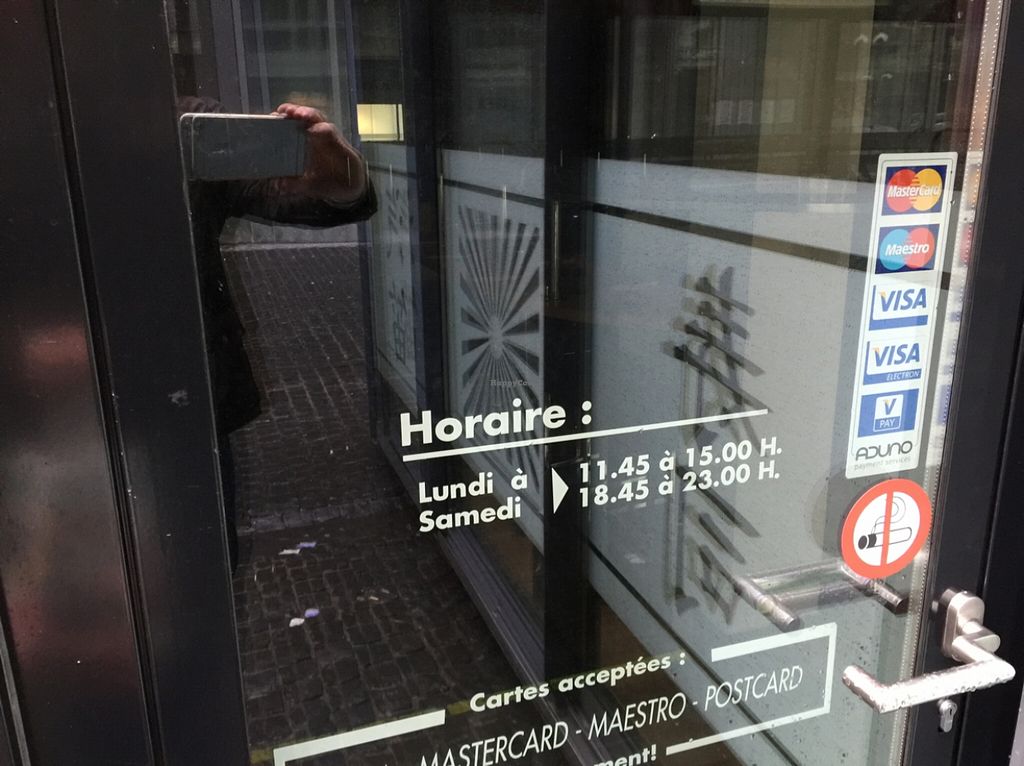 MasterCard
Maestro
VISA
VISA
ELECTRON
V
PAY
ADUNO
payment services
HappyCow
Horaire :
Lundi à
Samedi
11.45 à 15.00 H.
18.45 à 23.00 H.
Cartes acceptées :
MASTERCARD - MAESTRO - POSTCARD